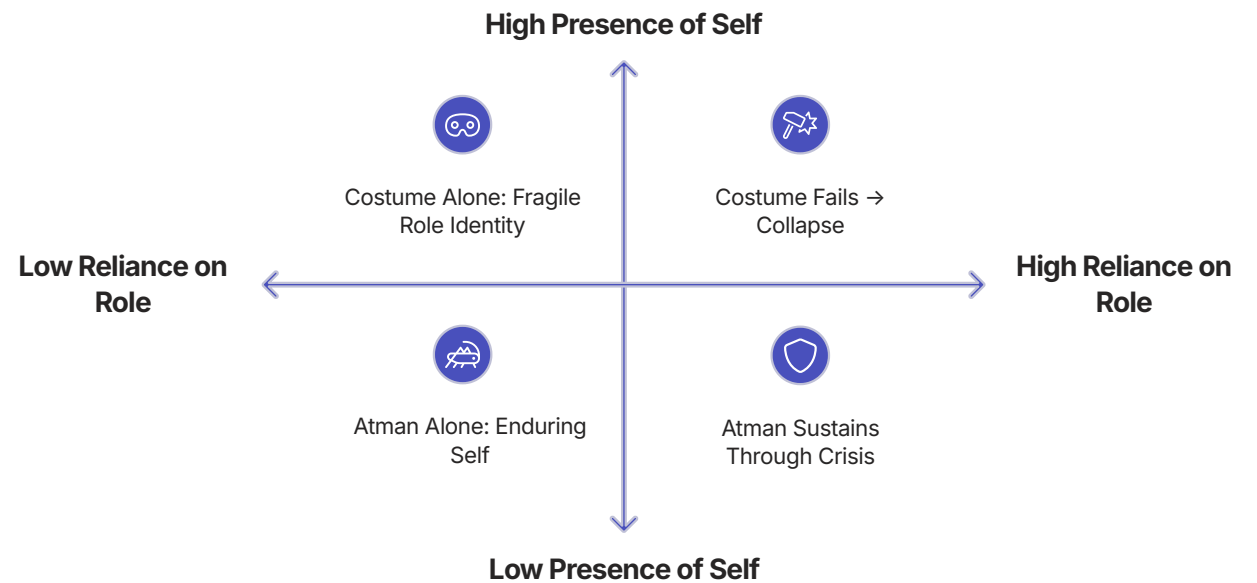 High Presence of Self
Costume Alone: Fragile
Role Identity
Costume Fails →
Collapse
Low Reliance on
Role
High Reliance on
Role
Atman Alone: Enduring
Self
Atman Sustains
Through Crisis
Low Presence of Self